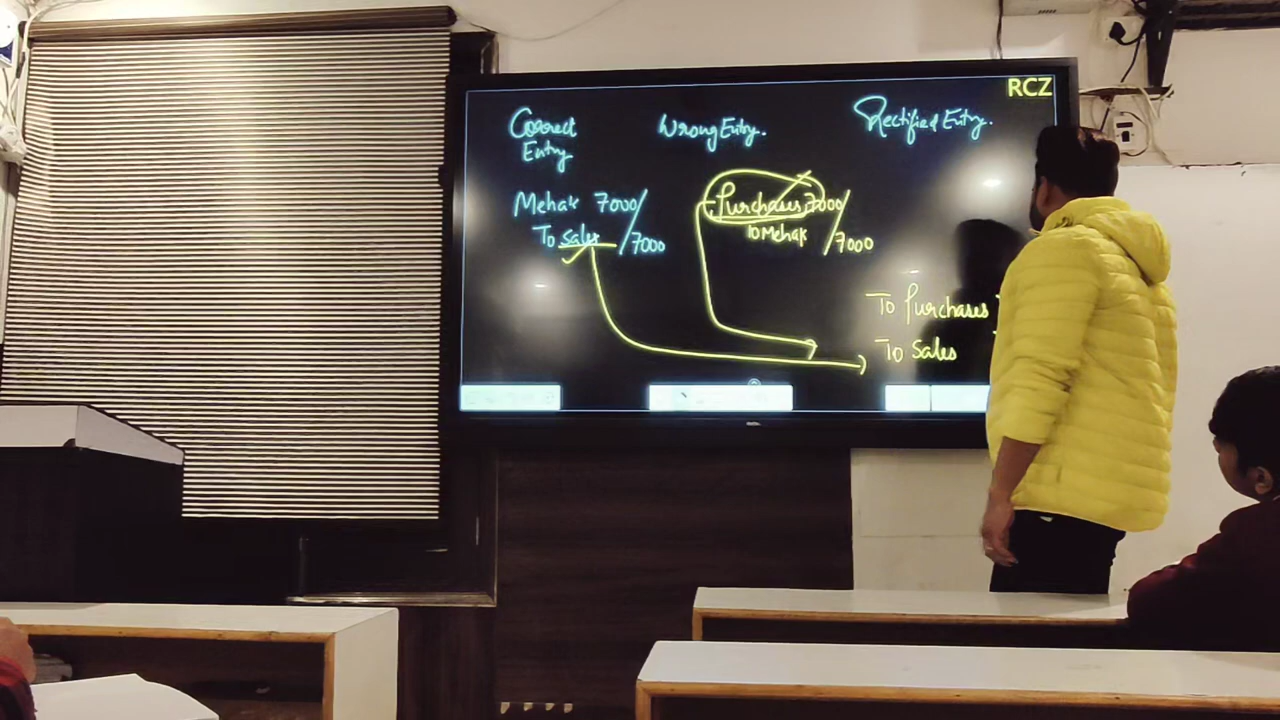 RCZ
Correct
Entry
Wrong Entry.
Rectified Entry.
Mehak 7000/
To Sales /7000
Purchases 7000/
To Mehak /7000
To Purchases
To Sales